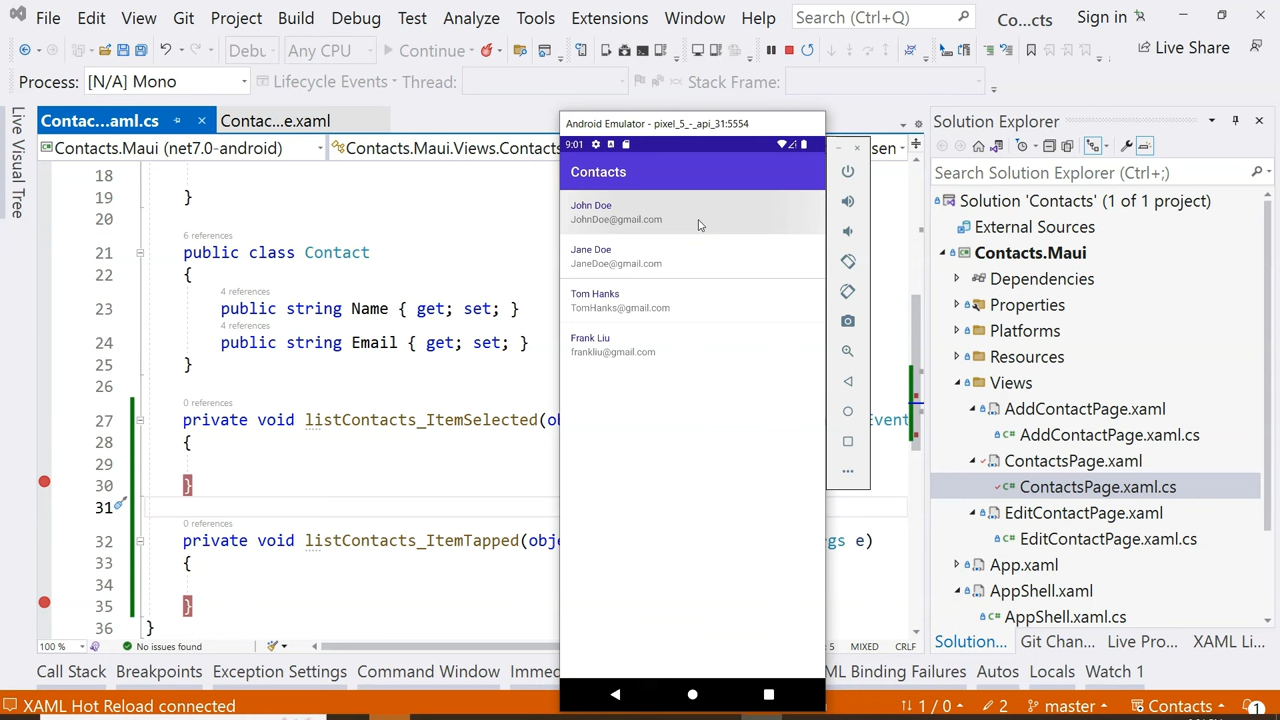 File Edit View Git Project Build Debug Test Analyze Tools Extensions Window Help Search (Ctrl+Q) Co...cts Sign in
Debu Any CPU Continue Live Share
Process: [N/A] Mono Lifecycle Events Thread: Stack Frame:
Live Visual Tree
Contac...aml.cs Contac...e.xaml
Contacts.Maui (net7.0-android) Contacts.Maui.Views.Contacts
18
19 }
20
6 references
21 public class Contact
22 {
4 references
23 public string Name { get; set; }
4 references
24 public string Email { get; set; }
25 }
26
0 references
27 private void listContacts_ItemSelected(ob Event
28 {
29
30 }
31
0 references
32 private void listContacts_ItemTapped(obje gs e)
33 {
34
35 }
36 }
100 % No issues found MIXED CRLF
Android Emulator - pixel_5_-_api_31:5554
9:01
Contacts
John Doe
JohnDoe@gmail.com
Jane Doe
JaneDoe@gmail.com
Tom Hanks
TomHanks@gmail.com
Frank Liu
frankliu@gmail.com
Solution Explorer
Search Solution Explorer (Ctrl+;)
Solution 'Contacts' (1 of 1 project)
External Sources
Contacts.Maui
Dependencies
Properties
Platforms
Resources
Views
AddContactPage.xaml
AddContactPage.xaml.cs
ContactsPage.xaml
ContactsPage.xaml.cs
EditContactPage.xaml
EditContactPage.xaml.cs
App.xaml
AppShell.xaml
AppShell.xaml.cs
Solution... Git Chan... Live Pro... XAML Li...
Call Stack Breakpoints Exception Settings Command Window Immed ML Binding Failures Autos Locals Watch 1
XAML Hot Reload connected 1 / 0 2 master Contacts 1